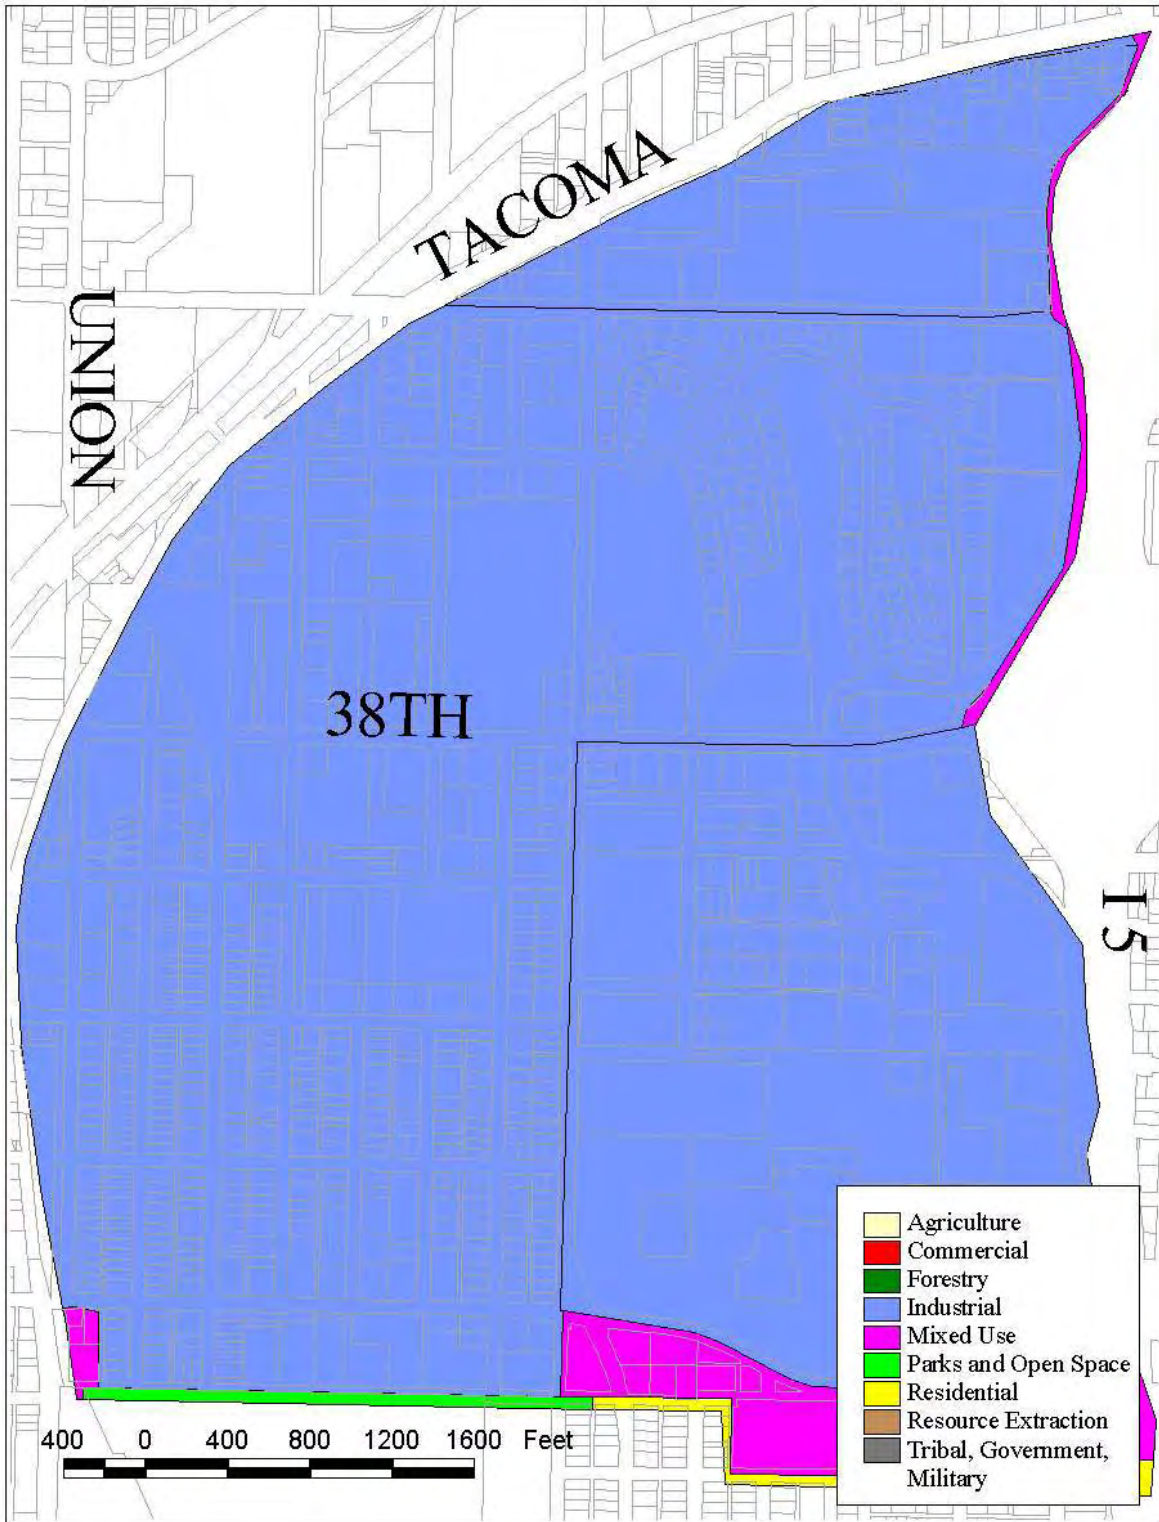 TACOMA
UNION
38TH
I 5
Agriculture
Commercial
Forestry
Industrial
Mixed Use
Parks and Open Space
Residential
Resource Extraction
Tribal, Government,
Military
400 0 400 800 1200 1600 Feet